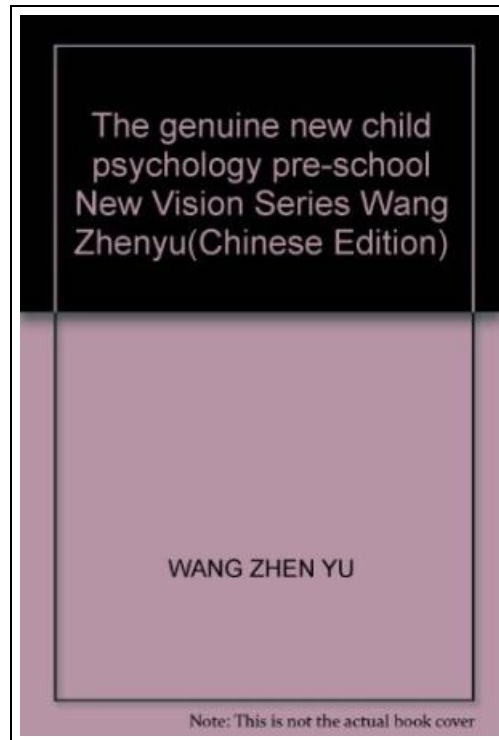 The genuine new child
psychology pre-school
New Vision Series Wang
Zhenyu(Chinese Edition)
WANG ZHEN YU
Note: This is not the actual book cover